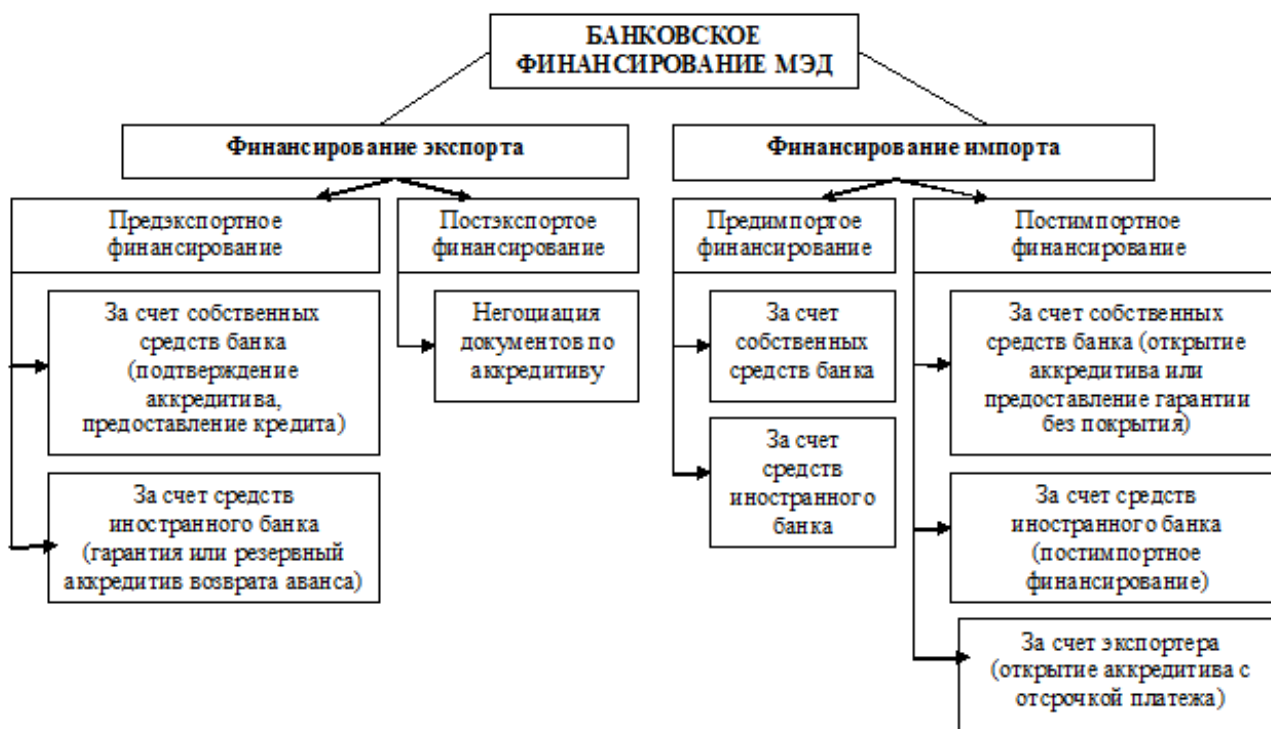 БАНКОВСКОЕ
ФИНАНСИРОВАНИЕ МЭД
Финансирование экспорта
Финансирование импорта
Предэкспортное
финансирование
Постэкспортое
финансирование
Предимпортое
финансирование
Постимпортное
финансирование
За счет собственных
средств банка
(подтверждение
аккредитива,
предоставление кредита)
Негоциация
документов по
аккредитиву
За счет
собственных
средств банка
За счет собственных
средств банка (открытие
аккредитива или
предоставление гарантии
без покрытия)
За счет средств
иностранного банка
(гарантия или резервный
аккредитив возврата аванса)
За счет
средств
иностранного
банка
За счет средств
иностранного банка
(постимпортное
финансирование)
За счет экспортера
(открытие аккредитива с
отсрочкой платежа)